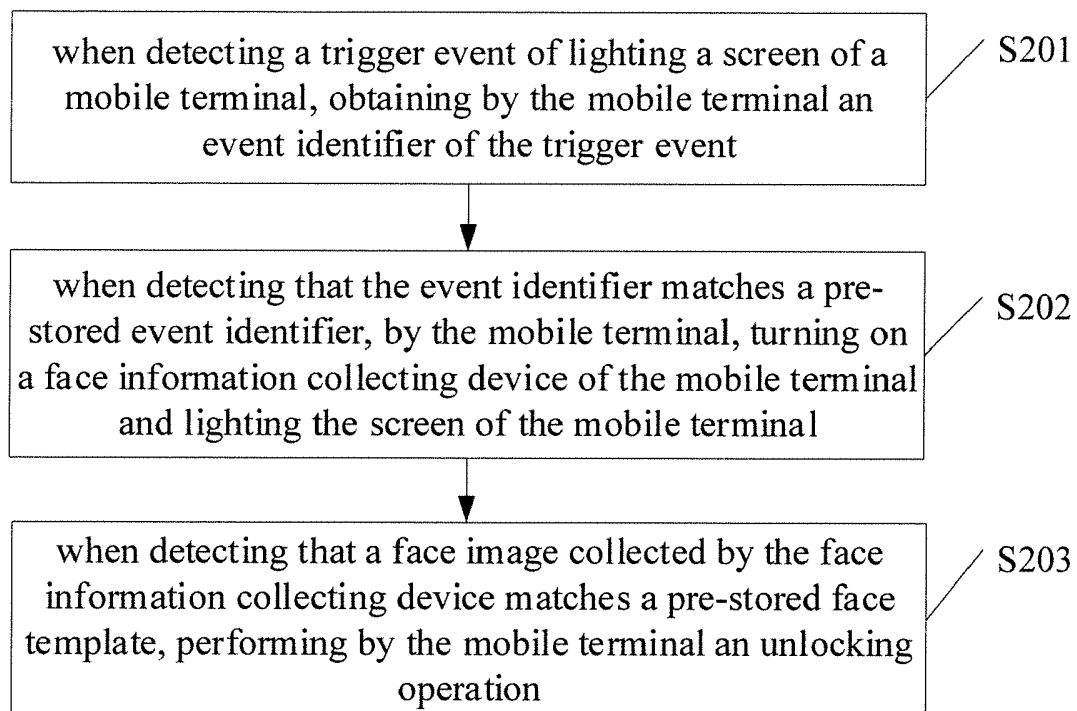 when detecting a trigger event of lighting a screen of a
mobile terminal, obtaining by the mobile terminal an
event identifier of the trigger event
S201
when detecting that the event identifier matches a pre-
stored event identifier, by the mobile terminal, turning on
a face information collecting device of the mobile terminal
and lighting the screen of the mobile terminal
S202
when detecting that a face image collected by the face
information collecting device matches a pre-stored face
template, performing by the mobile terminal an unlocking
operation
S203